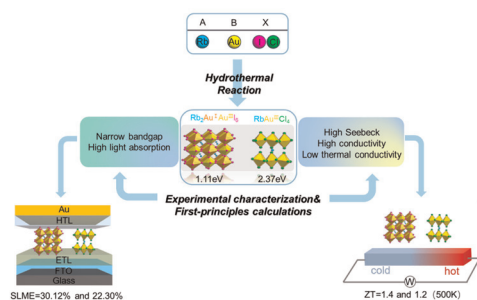 A B X
Rb Au I Cl
Hydrothermal
Reaction
Rb₂AuᴵAuᴵᴵᴵI₆ RbAuᴵᴵᴵCl₄
1.11eV 2.37eV
Narrow bandgap
High light absorption
High Seebeck
High conductivity
Low thermal conductivity
Experimental characterization&
First-principles calculations
Au
HTL
ETL
FTO
Glass
SLME=30.12% and 22.30%
cold hot
W
ZT=1.4 and 1.2（500K）